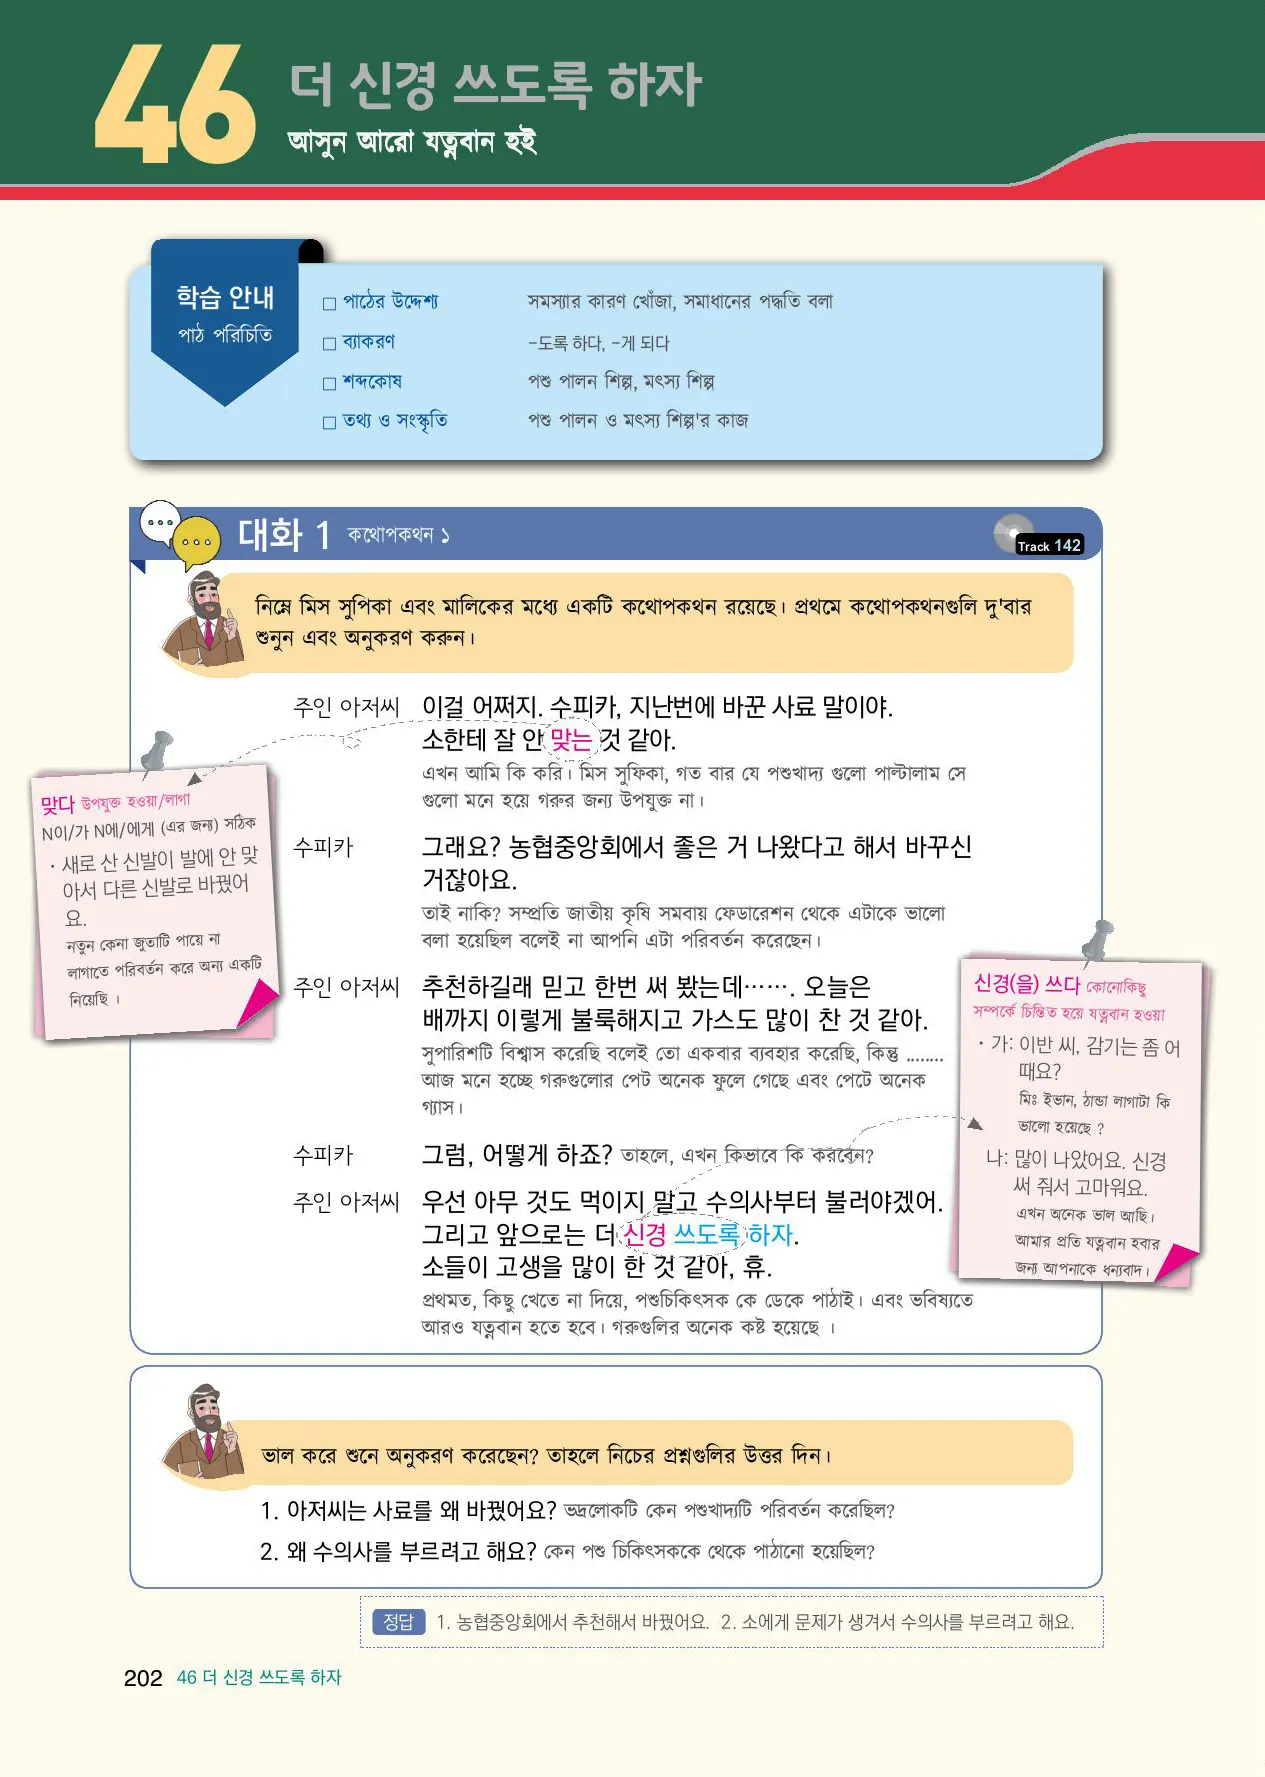 46
더 신경 쓰도록 하자
আসুন আরো যত্নবান হই
학습 안내
পাঠ পরিচিতি
□ পাঠের উদ্দেশ্য সমস্যার কারণ খোঁজা, সমাধানের পদ্ধতি বলা
□ ব্যাকরণ -도록 하다, -게 되다
□ শব্দকোষ পশু পালন শিল্প, মৎস্য শিল্প
□ তথ্য ও সংস্কৃতি পশু পালন ও মৎস্য শিল্প'র কাজ
대화 1 কথোপকথন ১
Track 142
নিম্নে মিস সুপিকা এবং মালিকের মধ্যে একটি কথোপকথন রয়েছে। প্রথমে কথোপকথনগুলি দু'বার
শুনুন এবং অনুকরণ করুন।
주인 아저씨 이걸 어쩌지. 수피카, 지난번에 바꾼 사료 말이야.
소한테 잘 안 맞는 것 같아.
এখন আমি কি করি। মিস সুফিকা, গত বার যে পশুখাদ্য গুলো পাল্টালাম সে
গুলো মনে হয়ে গরুর জন্য উপযুক্ত না।
맞다 উপযুক্ত হওয়া/লাগা
N이/가 N에/에게 (এর জন্য) সঠিক
· 새로 산 신발이 발에 안 맞
아서 다른 신발로 바꿨어
요.
নতুন কেনা জুতাটি পায়ে না
লাগাতে পরিবর্তন করে অন্য একটি
নিয়েছি ।
수피카 그래요? 농협중앙회에서 좋은 거 나왔다고 해서 바꾸신
거잖아요.
তাই নাকি? সম্প্রতি জাতীয় কৃষি সমবায় ফেডারেশন থেকে এটাকে ভালো
বলা হয়েছিল বলেই না আপনি এটা পরিবর্তন করেছেন।
주인 아저씨 추천하길래 믿고 한번 써 봤는데……. 오늘은
배까지 이렇게 불룩해지고 가스도 많이 찬 것 같아.
সুপারিশটি বিশ্বাস করেছি বলেই তো একবার ব্যবহার করেছি, কিন্তু ........
আজ মনে হচ্ছে গরুগুলোর পেট অনেক ফুলে গেছে এবং পেটে অনেক
গ্যাস।
신경(을) 쓰다 কোনোকিছু
সম্পর্কে চিন্তিত হয়ে যত্নবান হওয়া
· 가: 이반 씨, 감기는 좀 어
때요?
মিঃ ইভান, ঠান্ডা লাগাটা কি
ভালো হয়েছে ?
나: 많이 나았어요. 신경
써 줘서 고마워요.
এখন অনেক ভাল আছি।
আমার প্রতি যত্নবান হবার
জন্য আপনাকে ধন্যবাদ।
수피카 그럼, 어떻게 하죠? তাহলে, এখন কিভাবে কি করবেন?
주인 아저씨 우선 아무 것도 먹이지 말고 수의사부터 불러야겠어.
그리고 앞으로는 더 신경 쓰도록 하자.
소들이 고생을 많이 한 것 같아, 휴.
প্রথমত, কিছু খেতে না দিয়ে, পশুচিকিৎসক কে ডেকে পাঠাই। এবং ভবিষ্যতে
আরও যত্নবান হতে হবে। গরুগুলির অনেক কষ্ট হয়েছে ।
ভাল করে শুনে অনুকরণ করেছেন? তাহলে নিচের প্রশ্নগুলির উত্তর দিন।
1. 아저씨는 사료를 왜 바꿨어요? ভদ্রলোকটি কেন পশুখাদ্যটি পরিবর্তন করেছিল?
2. 왜 수의사를 부르려고 해요? কেন পশু চিকিৎসককে থেকে পাঠানো হয়েছিল?
정답 1. 농협중앙회에서 추천해서 바꿨어요. 2. 소에게 문제가 생겨서 수의사를 부르려고 해요.
202 46 더 신경 쓰도록 하자